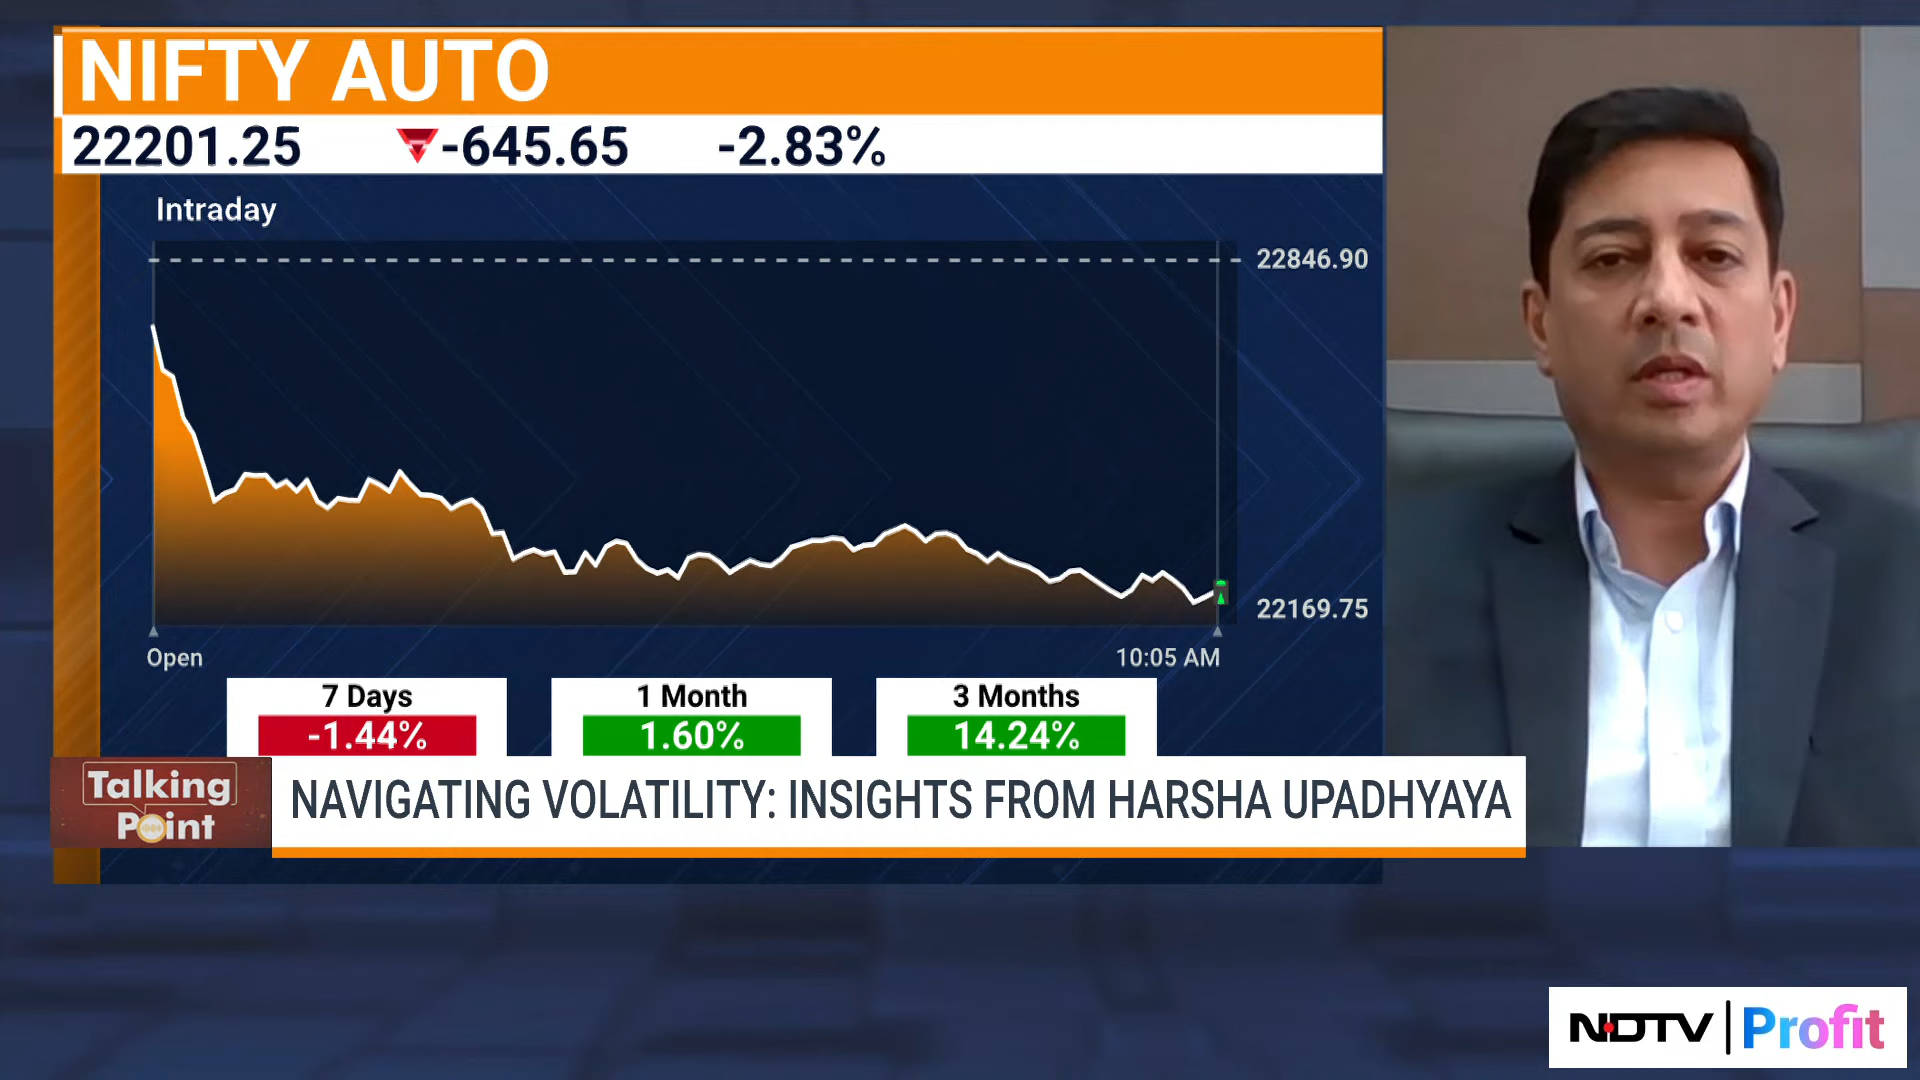 NIFTY AUTO
22201.25 -645.65 -2.83%
Intraday
22846.90
22169.75
Open 10:05 AM
7 Days 1 Month 3 Months
-1.44% 1.60% 14.24%
Talking
Point
NAVIGATING VOLATILITY: INSIGHTS FROM HARSHA UPADHYAYA
NDTV | Profit